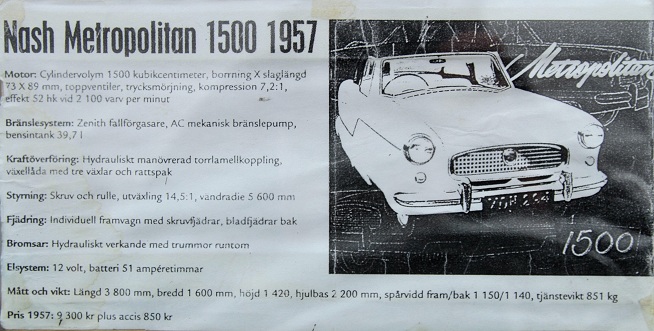 Nash Metropolitan 1500 1957
Motor: Cylindervolym 1500 kubikcentimeter, borrning X slaglängd
73 X 89 mm, toppventiler, trycksmörjning, kompression 7,2:1,
effekt 52 hk vid 2 100 varv per minut
Bränslesystem: Zenith fallförgasare, AC mekanisk bränslepump,
bensintank 39,7 l
Kraftöverföring: Hydrauliskt manövrerad torrlamellkoppling,
växellåda med tre växlar och rattspak
Styrning: Skruv och rulle, utväxling 14,5:1, vandradie 5 600 mm
Fjädring: Individuell framvagn med skruvfjädrar, bladfjädrar bak
Bromsar: Hydrauliskt verkande med trummor runtom
Elsystem: 12 volt, batteri 51 ampéretimmar
Mått och vikt: Längd 3 800 mm, bredd 1 600 mm, höjd 1 420, hjulbas 2 200 mm, spårvidd fram/bak 1 150/1 140, tjänstevikt 851 kg
Pris 1957: 9 300 kr plus accis 850 kr
Metropolitan
1500